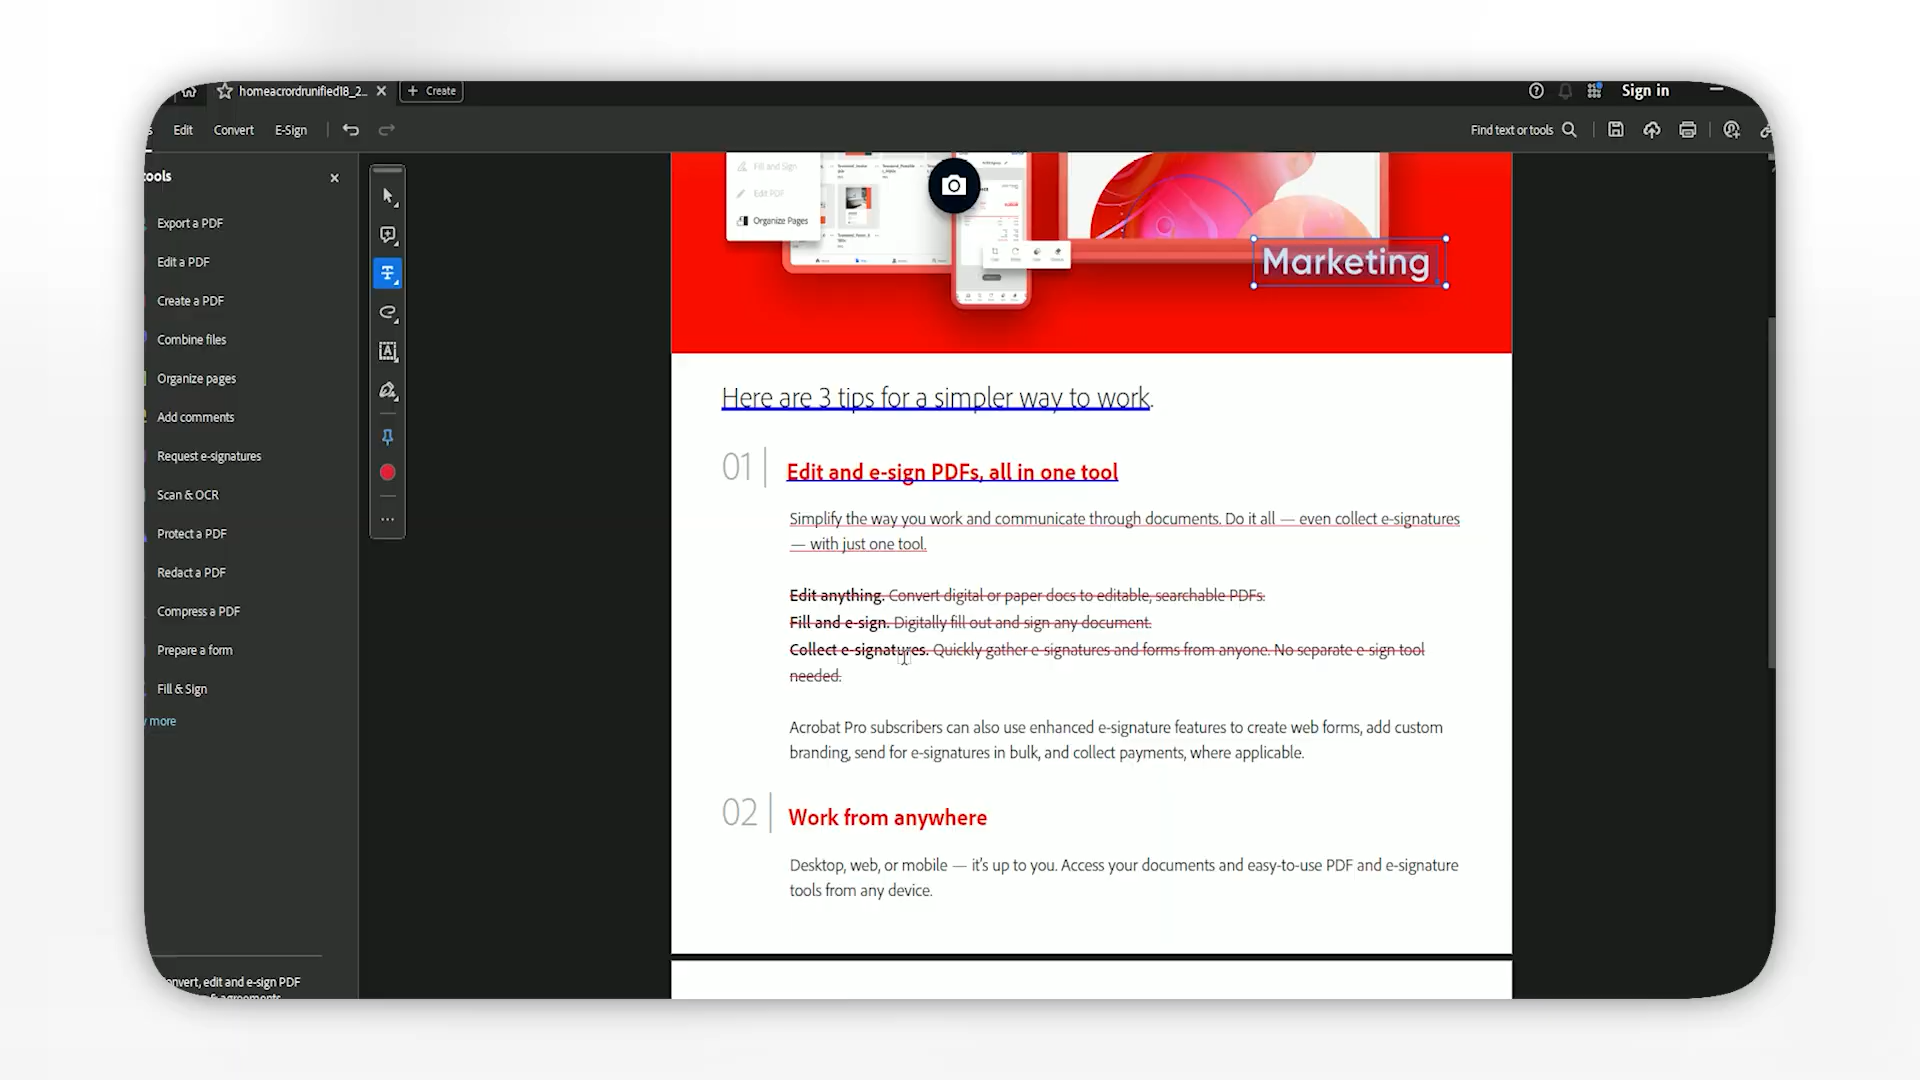 homeacrordrunified18_2...
Create
Sign in
Edit
Convert
E-Sign
Find text or tools
tools
Export a PDF
Edit a PDF
Create a PDF
Combine files
Organize pages
Add comments
Request e-signatures
Scan & OCR
Protect a PDF
Redact a PDF
Compress a PDF
Prepare a form
Fill & Sign
more
Convert, edit and e-sign PDF
& agreements
Fill and Sign
Edit PDF
Organize Pages
Marketing
Here are 3 tips for a simpler way to work.
01
Edit and e-sign PDFs, all in one tool
Simplify the way you work and communicate through documents. Do it all — even collect e-signatures
— with just one tool.
Edit anything. Convert digital or paper docs to editable, searchable PDFs.
Fill and e-sign. Digitally fill out and sign any document.
Collect e-signatures. Quickly gather e-signatures and forms from anyone. No separate e-sign tool
needed.
Acrobat Pro subscribers can also use enhanced e-signature features to create web forms, add custom
branding, send for e-signatures in bulk, and collect payments, where applicable.
02
Work from anywhere
Desktop, web, or mobile — it's up to you. Access your documents and easy-to-use PDF and e-signature
tools from any device.